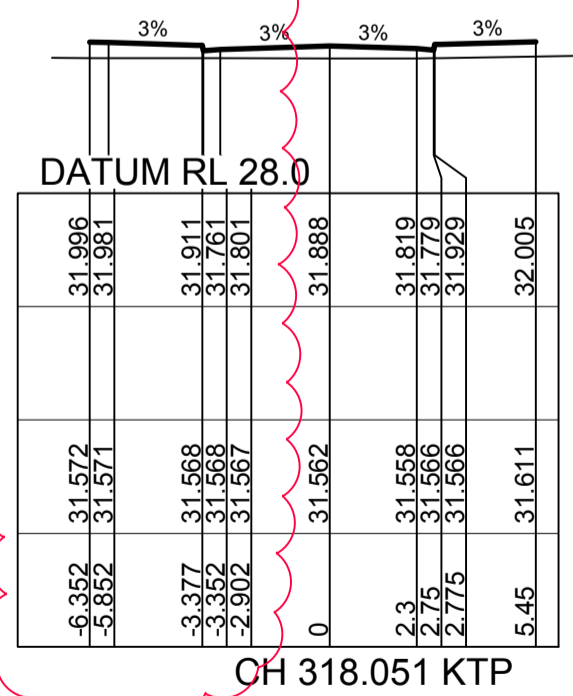 3% 3% 3% 3%
DATUM RL 28.0
31.996 31.981 31.911 31.761 31.801 31.888 31.819 31.779 31.929 32.005
31.572 31.571 31.568 31.568 31.567 31.562 31.558 31.566 31.566 31.611
-6.352 -5.852 -3.377 -3.352 -2.902 0 2.3 2.75 2.775 5.45
CH 318.051 KTP